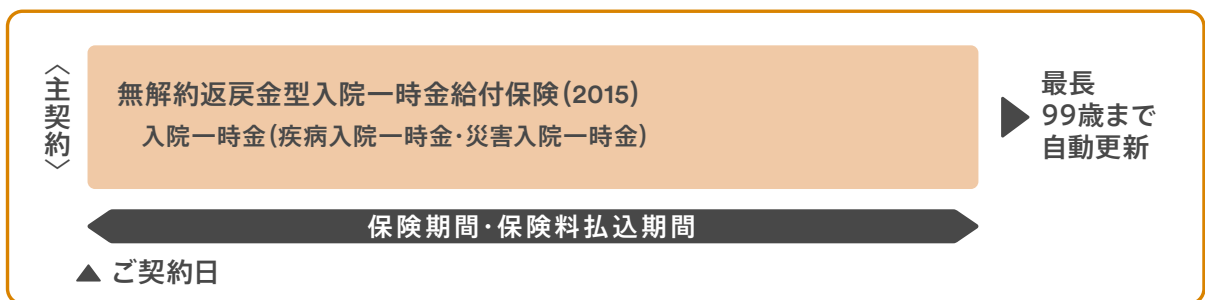 〈主契約〉
無解約返戻金型入院一時金給付保険(2015)
入院一時金(疾病入院一時金・災害入院一時金)
▶最長
99歳まで
自動更新
保険期間・保険料払込期間
▲ご契約日